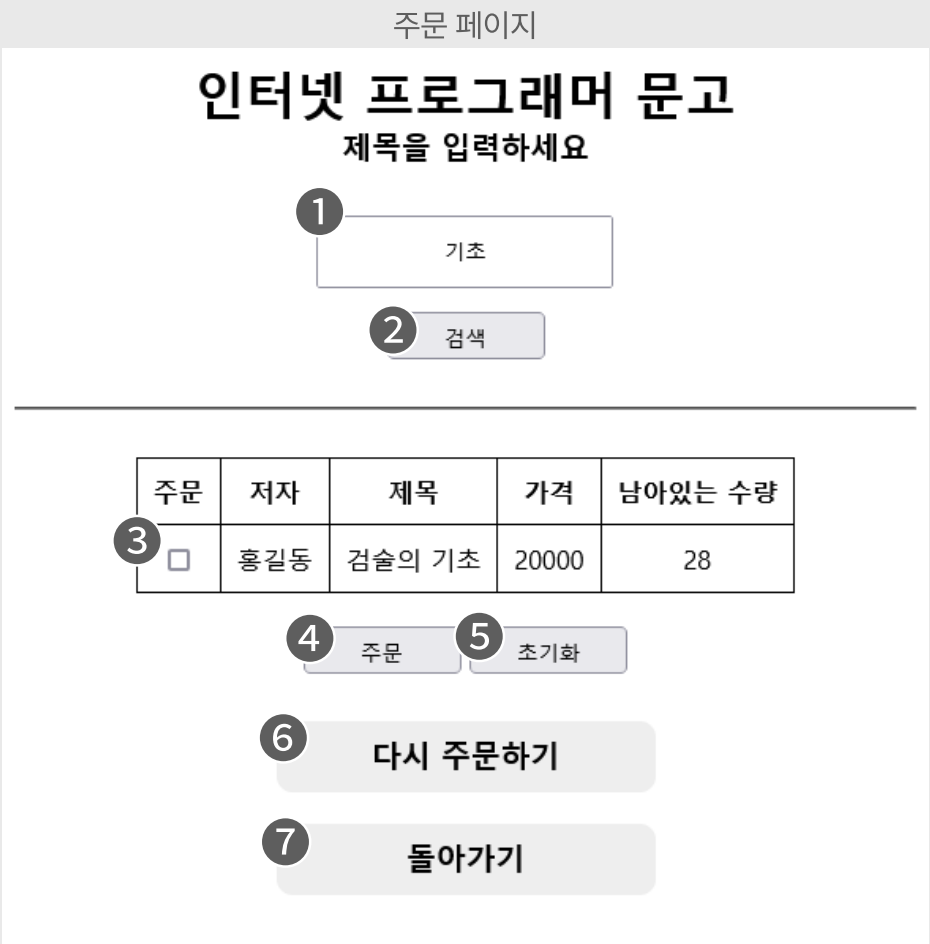 주문 페이지
인터넷 프로그래머 문고
제목을 입력하세요
1
기초
2 검색
주문 저자 제목 가격 남아있는 수량
3 홍길동 검술의 기초 20000 28
4 주문 5 초기화
6 다시 주문하기
7 돌아가기